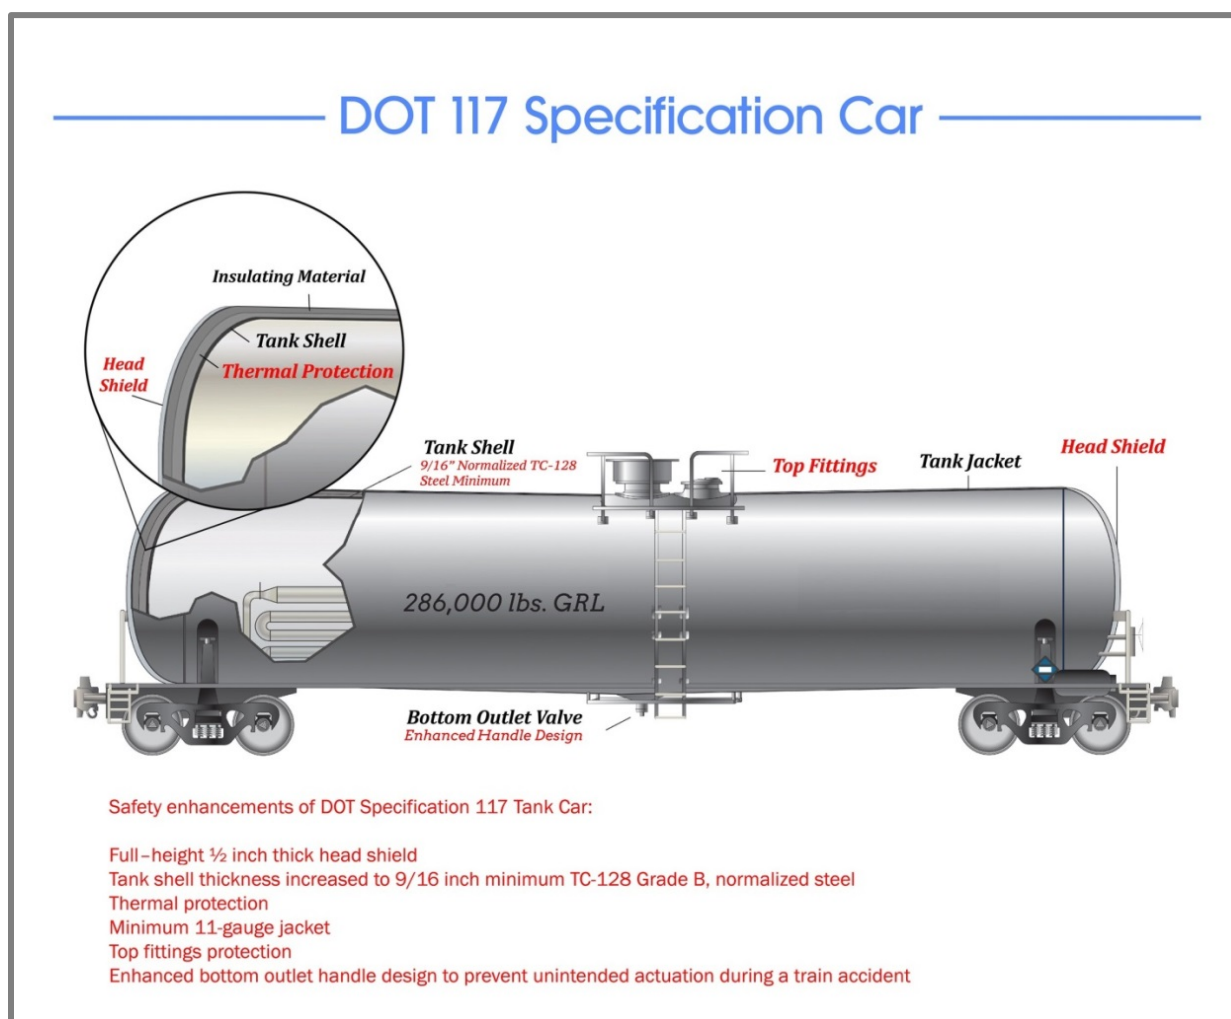 DOT 117 Specification Car
Insulating Material
Tank Shell
Thermal Protection
Head
Shield
Tank Shell
9/16" Normalized TC-128
Steel Minimum
Top Fittings
Tank Jacket
Head Shield
286,000 lbs. GRL
Bottom Outlet Valve
Enhanced Handle Design
Safety enhancements of DOT Specification 117 Tank Car:
Full-height ½ inch thick head shield
Tank shell thickness increased to 9/16 inch minimum TC-128 Grade B, normalized steel
Thermal protection
Minimum 11-gauge jacket
Top fittings protection
Enhanced bottom outlet handle design to prevent unintended actuation during a train accident